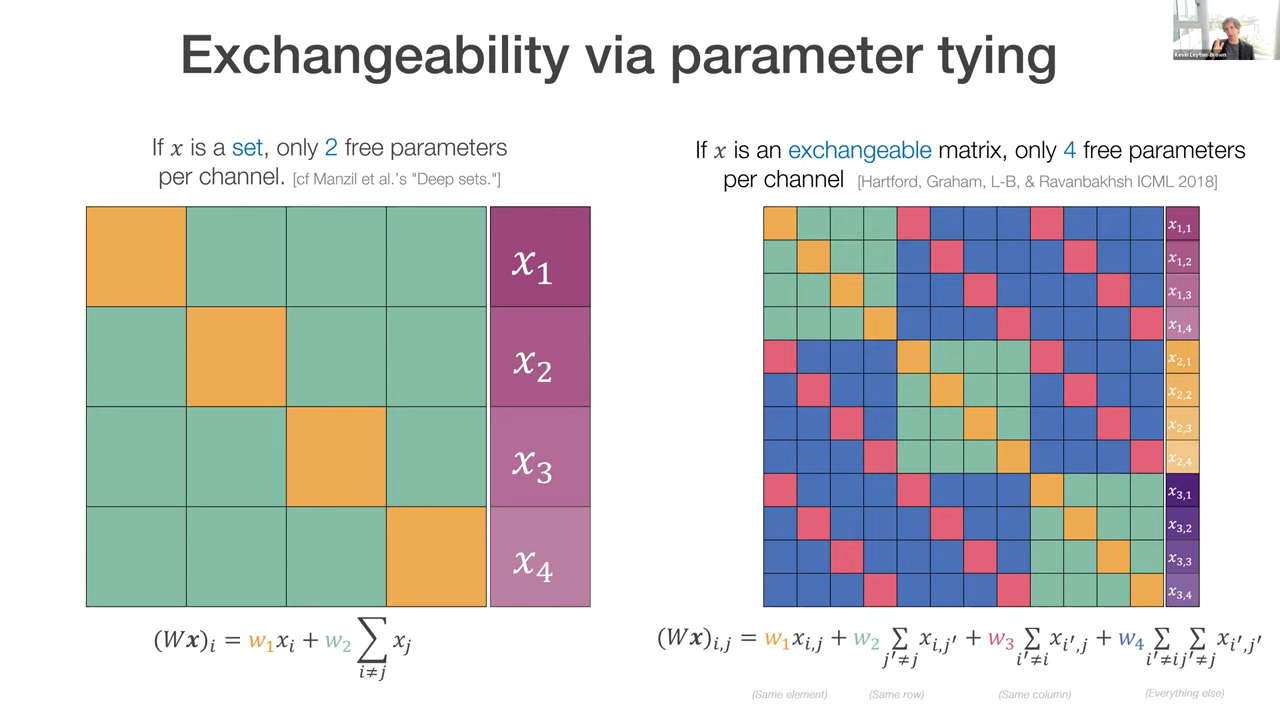 Kevin Leyton-Brown
Exchangeability via parameter tying
If x is a set, only 2 free parameters
per channel. [cf Manzil et al.'s "Deep sets."]
x₁
x₂
x₃
x₄
(Wx)ᵢ = w₁xᵢ + w₂ ∑ xⱼ
i≠j
If x is an exchangeable matrix, only 4 free parameters
per channel [Hartford, Graham, L-B, & Ravanbakhsh ICML 2018]
x₁,₁
x₁,₂
x₁,₃
x₁,₄
x₂,₁
x₂,₂
x₂,₃
x₂,₄
x₃,₁
x₃,₂
x₃,₃
x₃,₄
(Wx)ᵢ,ⱼ = w₁xᵢ,ⱼ + w₂ ∑ xᵢ,ⱼ′ + w₃ ∑ xᵢ′,ⱼ + w₄ ∑ ∑ xᵢ′,ⱼ′
j′≠j i′≠i i′≠i j′≠j
(Same element) (Same row) (Same column) (Everything else)